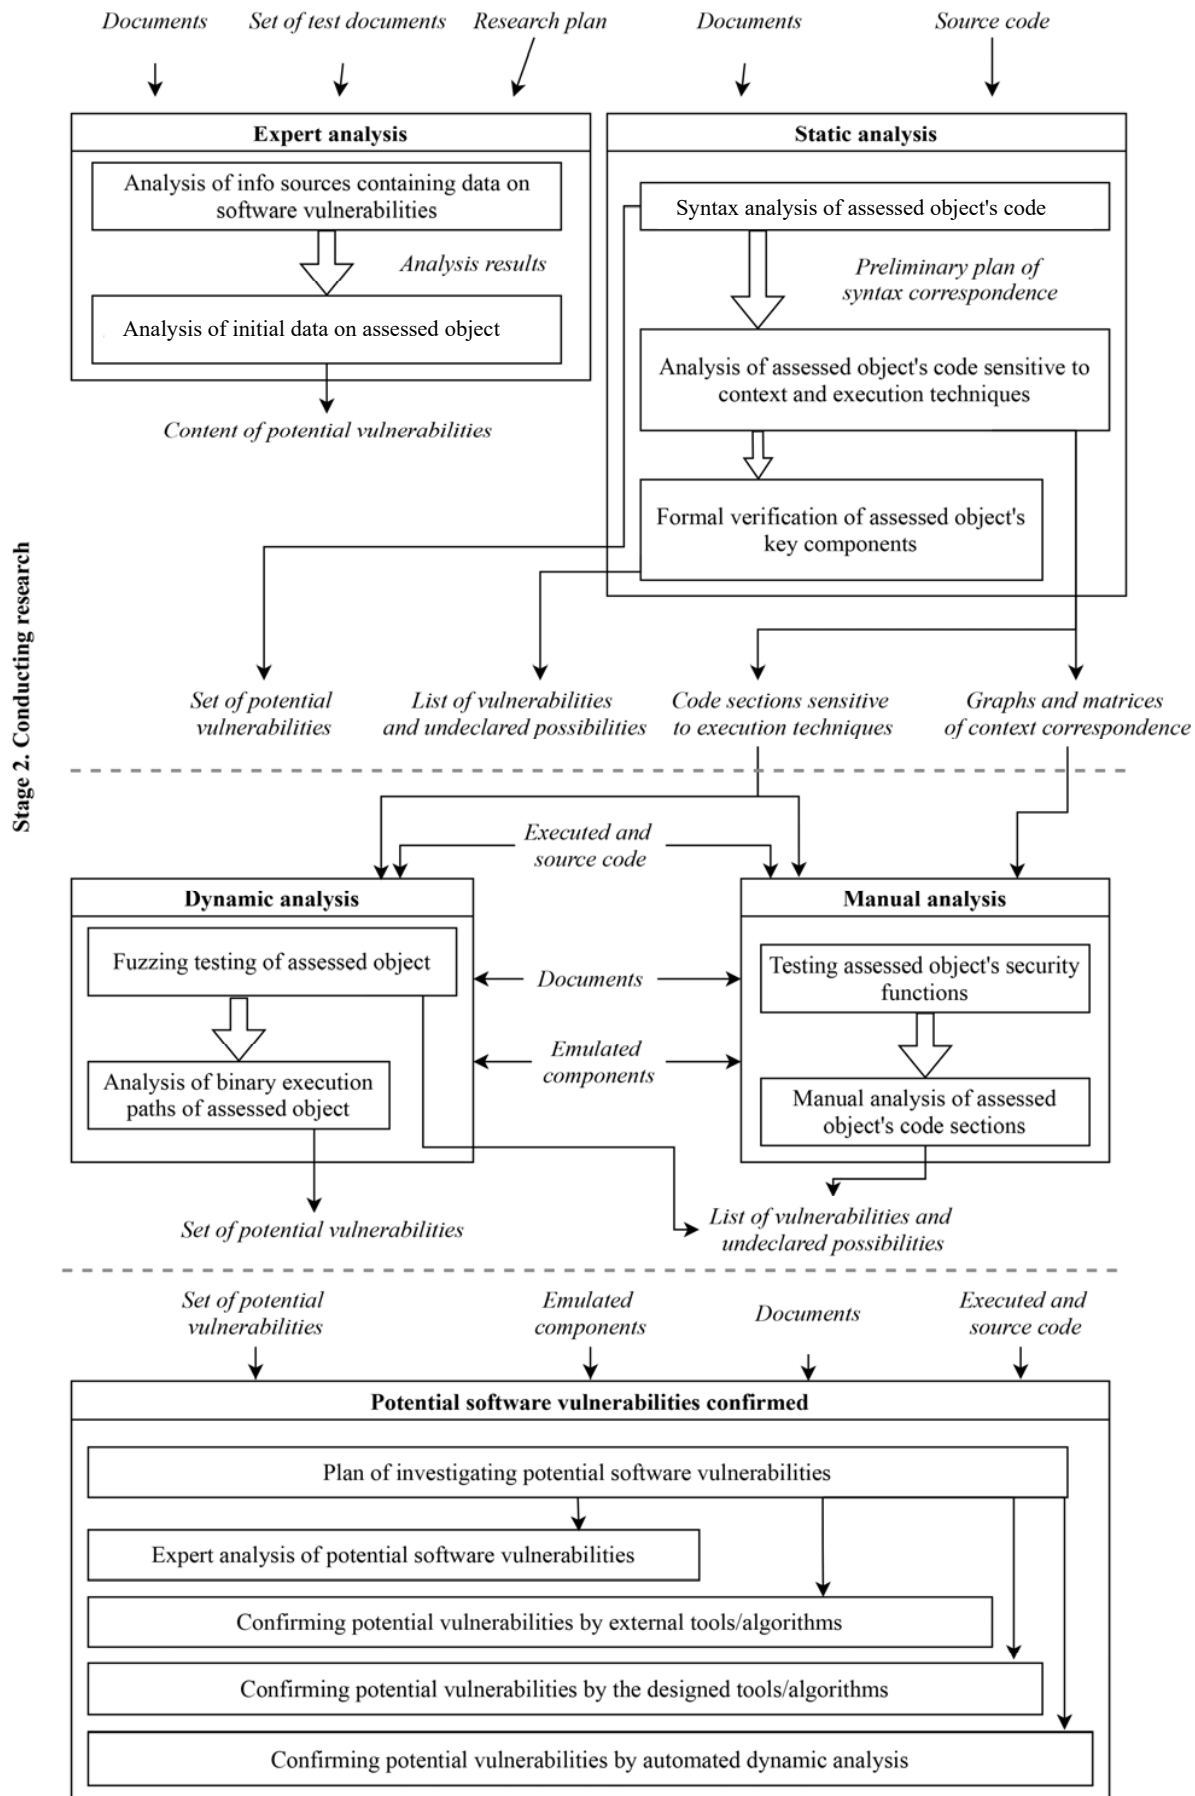 Documents
Set of test documents
Research plan
Documents
Source code
Expert analysis
Analysis of info sources containing data on
software vulnerabilities
Analysis results
Analysis of initial data on assessed object
Content of potential vulnerabilities
Static analysis
Syntax analysis of assessed object's code
Preliminary plan of
syntax correspondence
Analysis of assessed object's code sensitive to
context and execution techniques
Formal verification of assessed object's
key components
Stage 2. Conducting research
Set of potential
vulnerabilities
List of vulnerabilities
and undeclared possibilities
Code sections sensitive
to execution techniques
Graphs and matrices
of context correspondence
Executed and
source code
Dynamic analysis
Fuzzing testing of assessed object
Analysis of binary execution
paths of assessed object
Documents
Emulated
components
Manual analysis
Testing assessed object's security
functions
Manual analysis of assessed
object's code sections
Set of potential vulnerabilities
List of vulnerabilities and
undeclared possibilities
Set of potential
vulnerabilities
Emulated
components
Documents
Executed and
source code
Potential software vulnerabilities confirmed
Plan of investigating potential software vulnerabilities
Expert analysis of potential software vulnerabilities
Confirming potential vulnerabilities by external tools/algorithms
Confirming potential vulnerabilities by the designed tools/algorithms
Confirming potential vulnerabilities by automated dynamic analysis